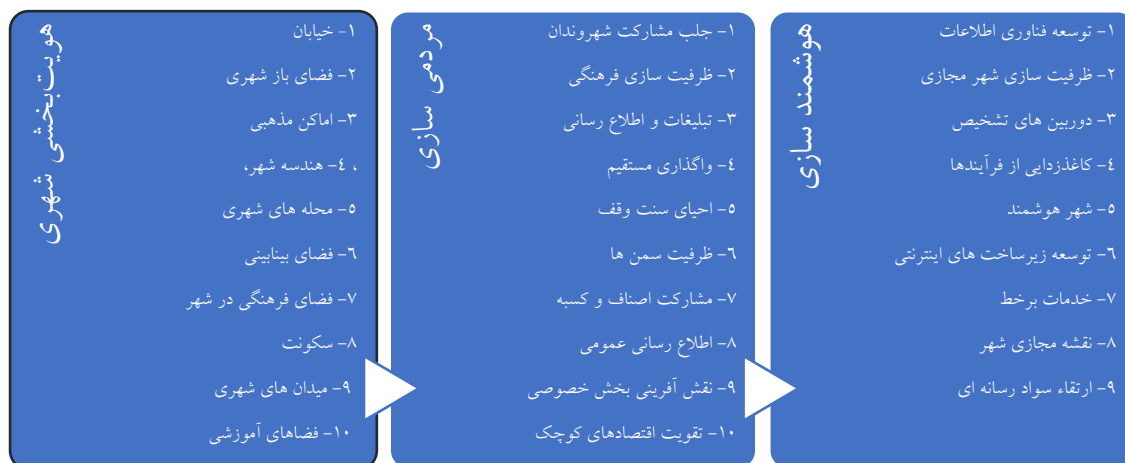 هوشمند سازی
۱- توسعه فناوری اطلاعات
۲- ظرفیت سازی شهر مجازی
۳- دوربین های تشخیص
٤- کاغذزدایی از فرآیندها
٥- شهر هوشمند
٦- توسعه زیرساخت های اینترنتی
۷- خدمات برخط
۸- نقشه مجازی شهر
۹- ارتقاء سواد رسانه ای
مردمی سازی
۱- جلب مشارکت شهروندان
۲- ظرفیت سازی فرهنگی
۳- تبلیغات و اطلاع رسانی
٤- واگذاری مستقیم
٥- احیای سنت وقف
٦- ظرفیت سمن ها
۷- مشارکت اصناف و کسبه
۸- اطلاع رسانی عمومی
۹- نقش آفرینی بخش خصوصی
۱۰- تقویت اقتصادهای کوچک
هویت‌بخشی شهری
۱- خیابان
۲- فضای باز شهری
۳- اماکن مذهبی
، ٤- هندسه شهر،
٥- محله های شهری
٦- فضای بینابینی
۷- فضای فرهنگی در شهر
۸- سکونت
۹- میدان های شهری
۱۰- فضاهای آموزشی